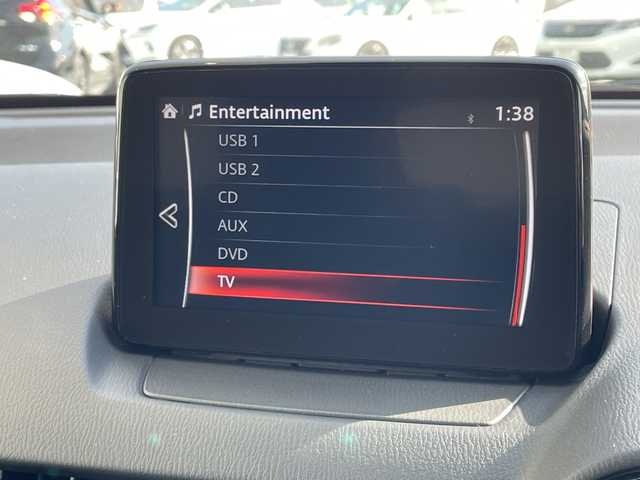 Entertainment
1:38
USB 1
USB 2
CD
AUX
DVD
TV